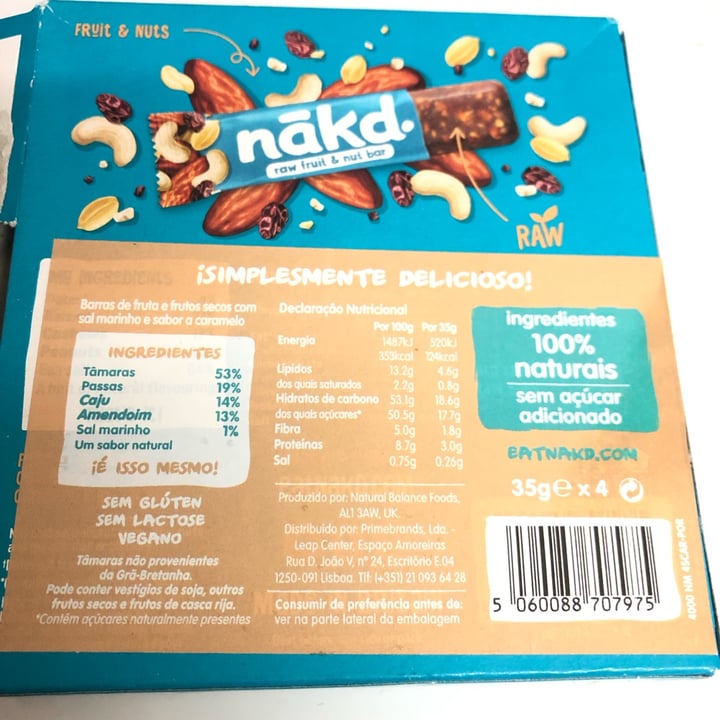 FRUIT & NUTS
nākd.
raw fruit & nut bar
RAW
¡SIMPLESMENTE DELICIOSO!
Barras de fruta e frutos secos com
sal marinho e sabor a caramelo
INGREDIENTES
Tâmaras 53%
Passas 19%
Caju 14%
Amendoim 13%
Sal marinho 1%
Um sabor natural
¡É ISSO MESMO!
SEM GLÚTEN
SEM LACTOSE
VEGANO
Tâmaras não provenientes
da Grã-Bretanha.
Pode conter vestígios de soja, outros
frutos secos e frutos de casca rija.
*Contém açúcares naturalmente presentes
Declaração Nutricional
Por 100g Por 35g
Energia 1487kJ 520kJ
353kcal 124kcal
Lípidos 13.2g 4.6g
dos quais saturados 2.2g 0.8g
Hidratos de carbono 53.1g 18.6g
dos quais açúcares* 50.5g 17.7g
Fibra 5.0g 1.8g
Proteínas 8.7g 3.0g
Sal 0.75g 0.26g
Produzido por: Natural Balance Foods,
AL1 3AW, UK.
Distribuído por: Primebrands, Lda. -
Leap Center, Espaço Amoreiras
Rua D. João V, nº 24, Escritório E.04
1250-091 Lisboa. Tlf: (+351) 21 093 64 28
Consumir de preferência antes de:
ver na parte lateral da embalagem
ingredientes
100%
naturais
sem açúcar
adicionado
EATNAKD.COM
35g e x 4
5 060088 707975
4000 NM 4SCAR-POR